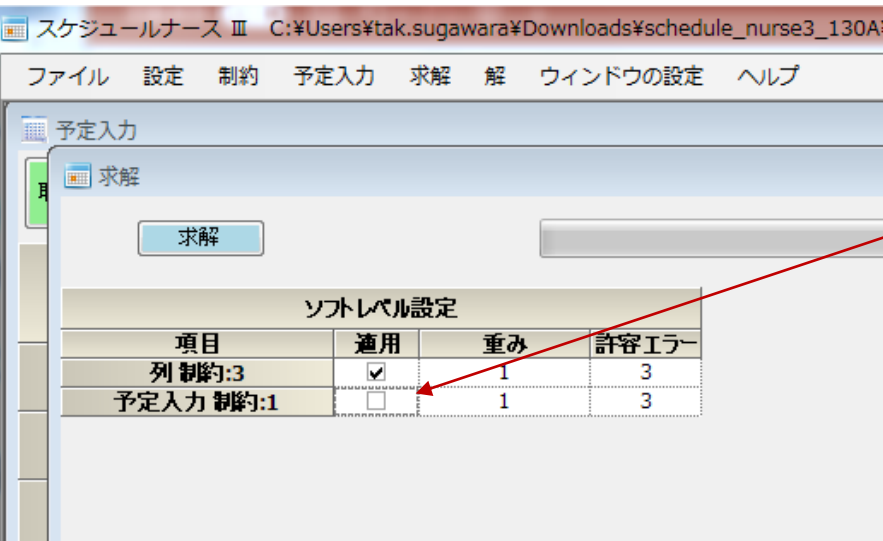 スケジュールナース Ⅲ C:¥Users¥tak.sugawara¥Downloads¥schedule_nurse3_130A¥
ファイル 設定 制約 予定入力 求解 解 ウィンドウの設定 ヘルプ
予定入力
求解
求解
ソフトレベル設定
項目 適用 重み 許容エラー
列 制約:3 1 3
予定入力 制約:1 1 3